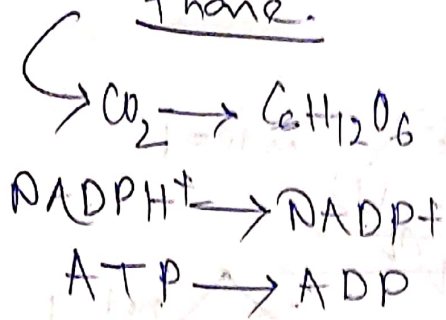 CO₂ → C₆H₁₂O₆
NADPH⁺ → NADP+
ATP → ADP